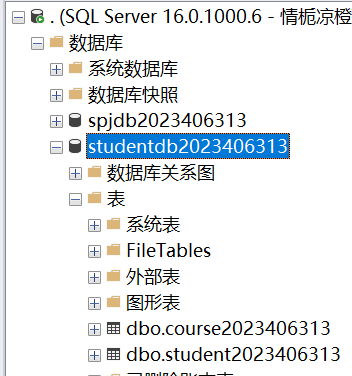 . (SQL Server 16.0.1000.6 - 情栀凉橙
数据库
系统数据库
数据库快照
spjdb2023406313
studentdb2023406313
数据库关系图
表
系统表
FileTables
外部表
图形表
dbo.course2023406313
dbo.student2023406313